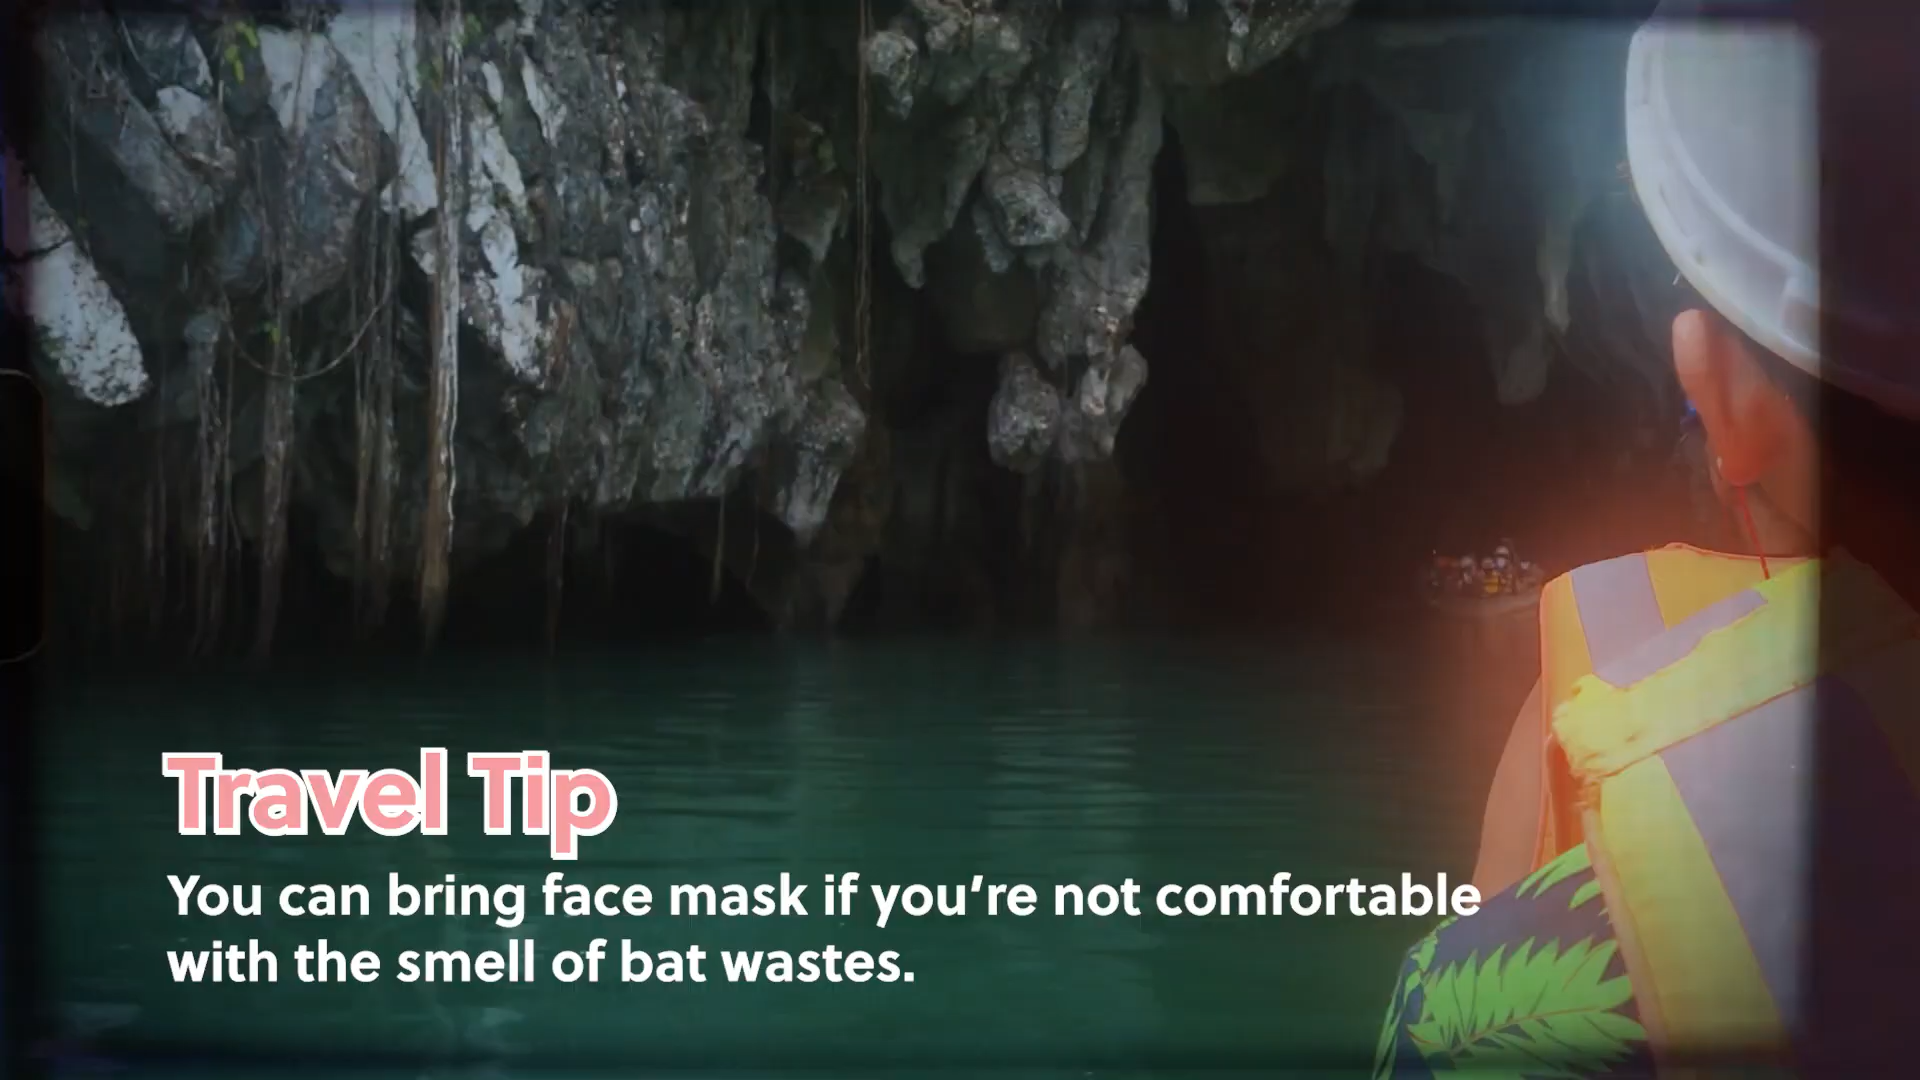 Travel Tip
You can bring face mask if you're not comfortable
with the smell of bat wastes.